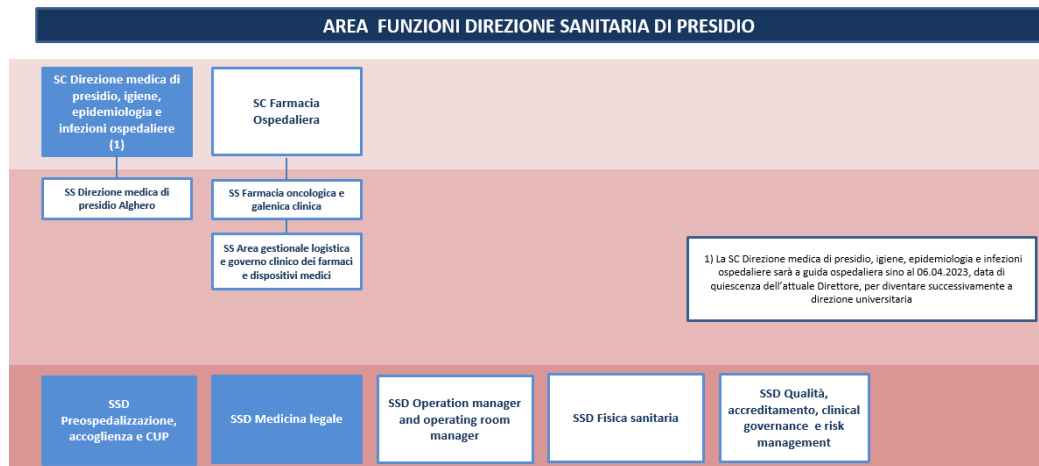 AREA FUNZIONI DIREZIONE SANITARIA DI PRESIDIO
SC Direzione medica di
presidio, igiene,
epidemiologia e
infezioni ospedaliere
(1)
SC Farmacia
Ospedaliera
SS Direzione medica di
presidio Alghero
SS Farmacia oncologica e
galenica clinica
SS Area gestionale logistica
e governo clinico dei farmaci
e dispositivi medici
1) La SC Direzione medica di presidio, igiene, epidemiologia e infezioni
ospedaliere sarà a guida ospedaliera sino al 06.04.2023, data di
quiescenza dell'attuale Direttore, per diventare successivamente a
direzione universitaria
SSD
Preospedalizzazione,
accoglienza e CUP
SSD Medicina legale
SSD Operation manager
and operating room
manager
SSD Fisica sanitaria
SSD Qualità,
accreditamento, clinical
governance e risk
management